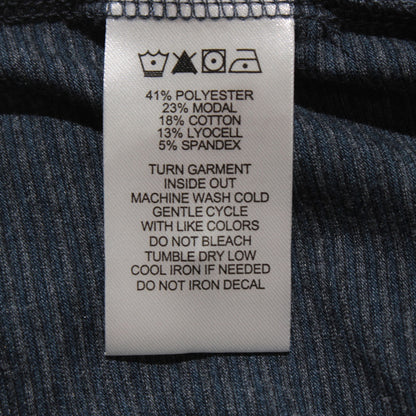 41% POLYESTER
23% MODAL
18% COTTON
13% LYOCELL
5% SPANDEX
TURN GARMENT
INSIDE OUT
MACHINE WASH COLD
GENTLE CYCLE
WITH LIKE COLORS
DO NOT BLEACH
TUMBLE DRY LOW
COOL IRON IF NEEDED
DO NOT IRON DECAL